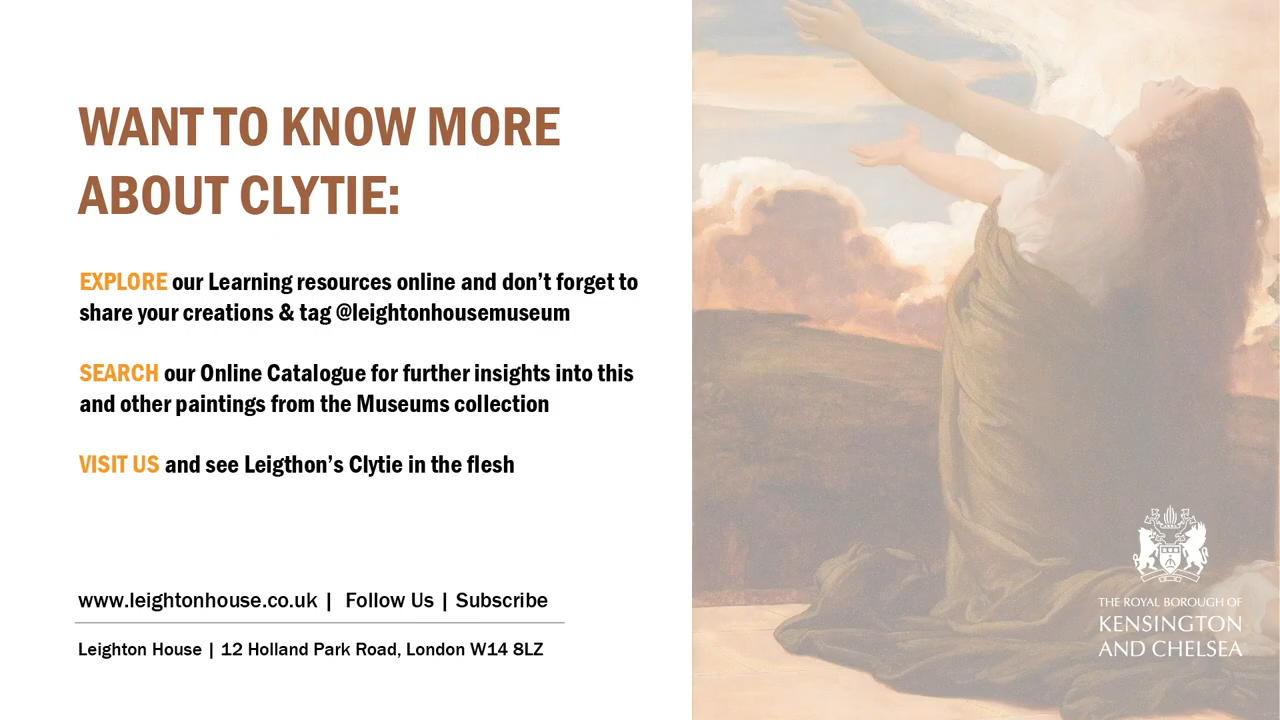 WANT TO KNOW MORE
ABOUT CLYTIE:
EXPLORE our Learning resources online and don’t forget to
share your creations & tag @leightonhousemuseum
SEARCH our Online Catalogue for further insights into this
and other paintings from the Museums collection
VISIT US and see Leigthon’s Clytie in the flesh
www.leightonhouse.co.uk | Follow Us | Subscribe
Leighton House | 12 Holland Park Road, London W14 8LZ
THE ROYAL BOROUGH OF
KENSINGTON
AND CHELSEA